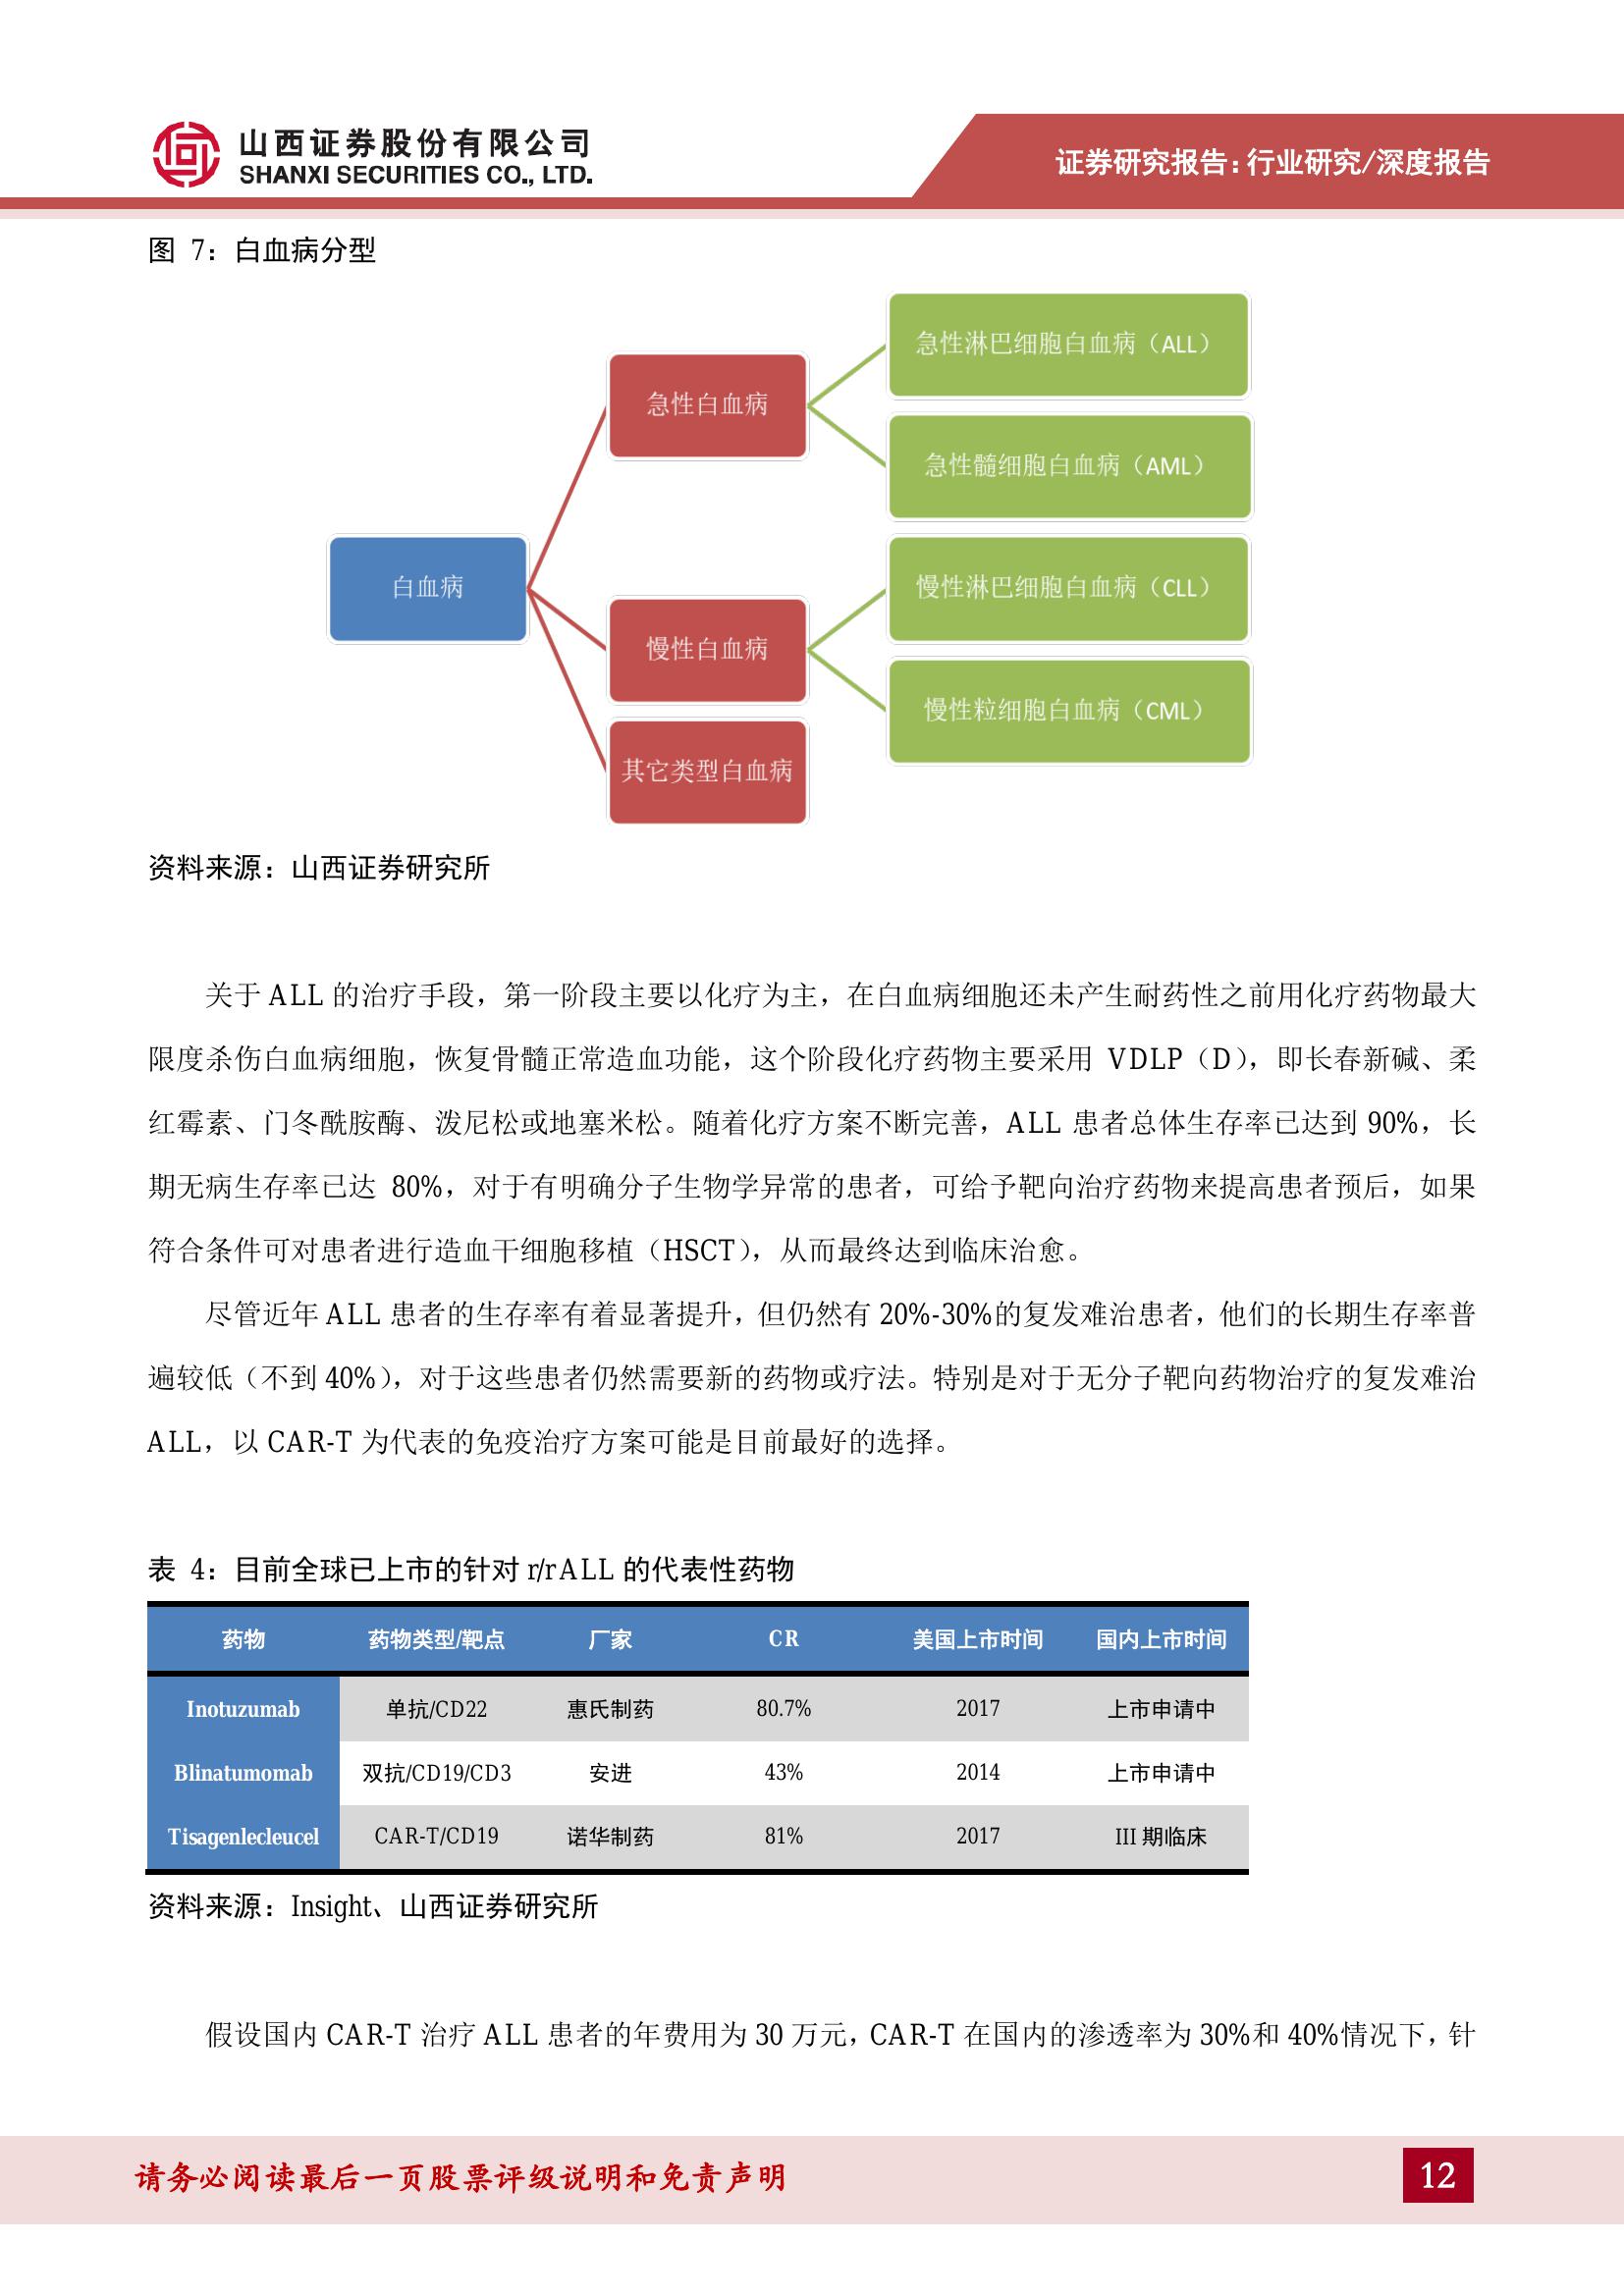 山西证券股份有限公司
SHANXI SECURITIES CO., LTD.
证券研究报告:行业研究/深度报告
图 7：白血病分型
急性淋巴细胞白血病（ALL）
急性白血病
急性髓细胞白血病（AML）
白血病
慢性淋巴细胞白血病（CLL）
慢性白血病
慢性粒细胞白血病（CML）
其它类型白血病
资料来源：山西证券研究所
关于 ALL 的治疗手段，第一阶段主要以化疗为主，在白血病细胞还未产生耐药性之前用化疗药物最大
限度杀伤白血病细胞，恢复骨髓正常造血功能，这个阶段化疗药物主要采用 VDLP（D），即长春新碱、柔
红霉素、门冬酰胺酶、泼尼松或地塞米松。随着化疗方案不断完善，ALL 患者总体生存率已达到 90%，长
期无病生存率已达 80%，对于有明确分子生物学异常的患者，可给予靶向治疗药物来提高患者预后，如果
符合条件可对患者进行造血干细胞移植（HSCT），从而最终达到临床治愈。
尽管近年 ALL 患者的生存率有着显著提升，但仍然有 20%-30%的复发难治患者，他们的长期生存率普
遍较低（不到 40%），对于这些患者仍然需要新的药物或疗法。特别是对于无分子靶向药物治疗的复发难治
ALL，以 CAR-T 为代表的免疫治疗方案可能是目前最好的选择。
表 4：目前全球已上市的针对 r/rALL 的代表性药物
药物 药物类型/靶点 厂家 CR 美国上市时间 国内上市时间
Inotuzumab 单抗/CD22 惠氏制药 80.7% 2017 上市申请中
Blinatumomab 双抗/CD19/CD3 安进 43% 2014 上市申请中
Tisagenlecleucel CAR-T/CD19 诺华制药 81% 2017 III 期临床
资料来源：Insight、山西证券研究所
假设国内 CAR-T 治疗 ALL 患者的年费用为 30 万元，CAR-T 在国内的渗透率为 30%和 40%情况下，针
请务必阅读最后一页股票评级说明和免责声明
12